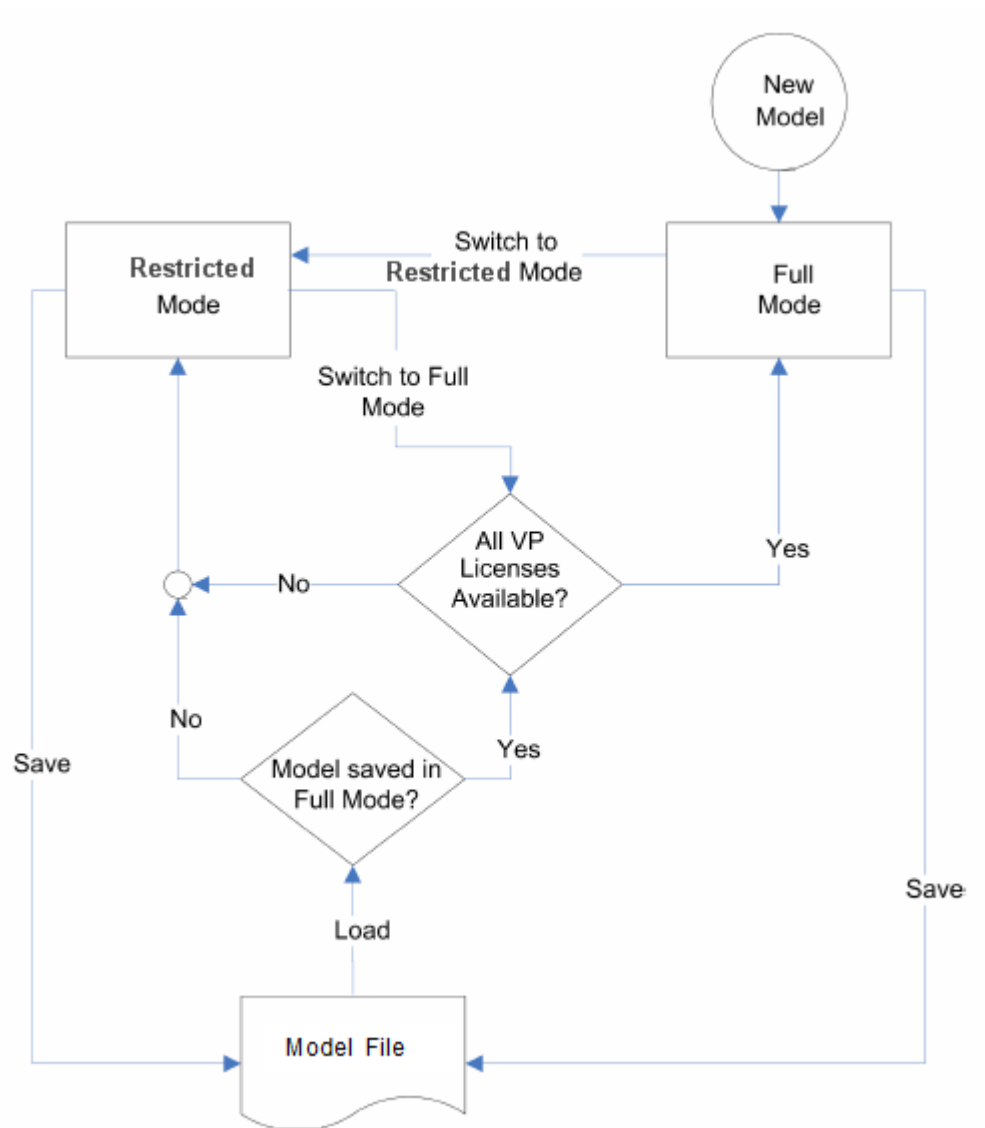 New
Model
Switch to
Restricted Mode
Restricted
Mode
Full
Mode
Switch to Full
Mode
All VP
Licenses
Available?
No
Yes
No
Yes
Model saved in
Full Mode?
Save
Save
Load
Model File